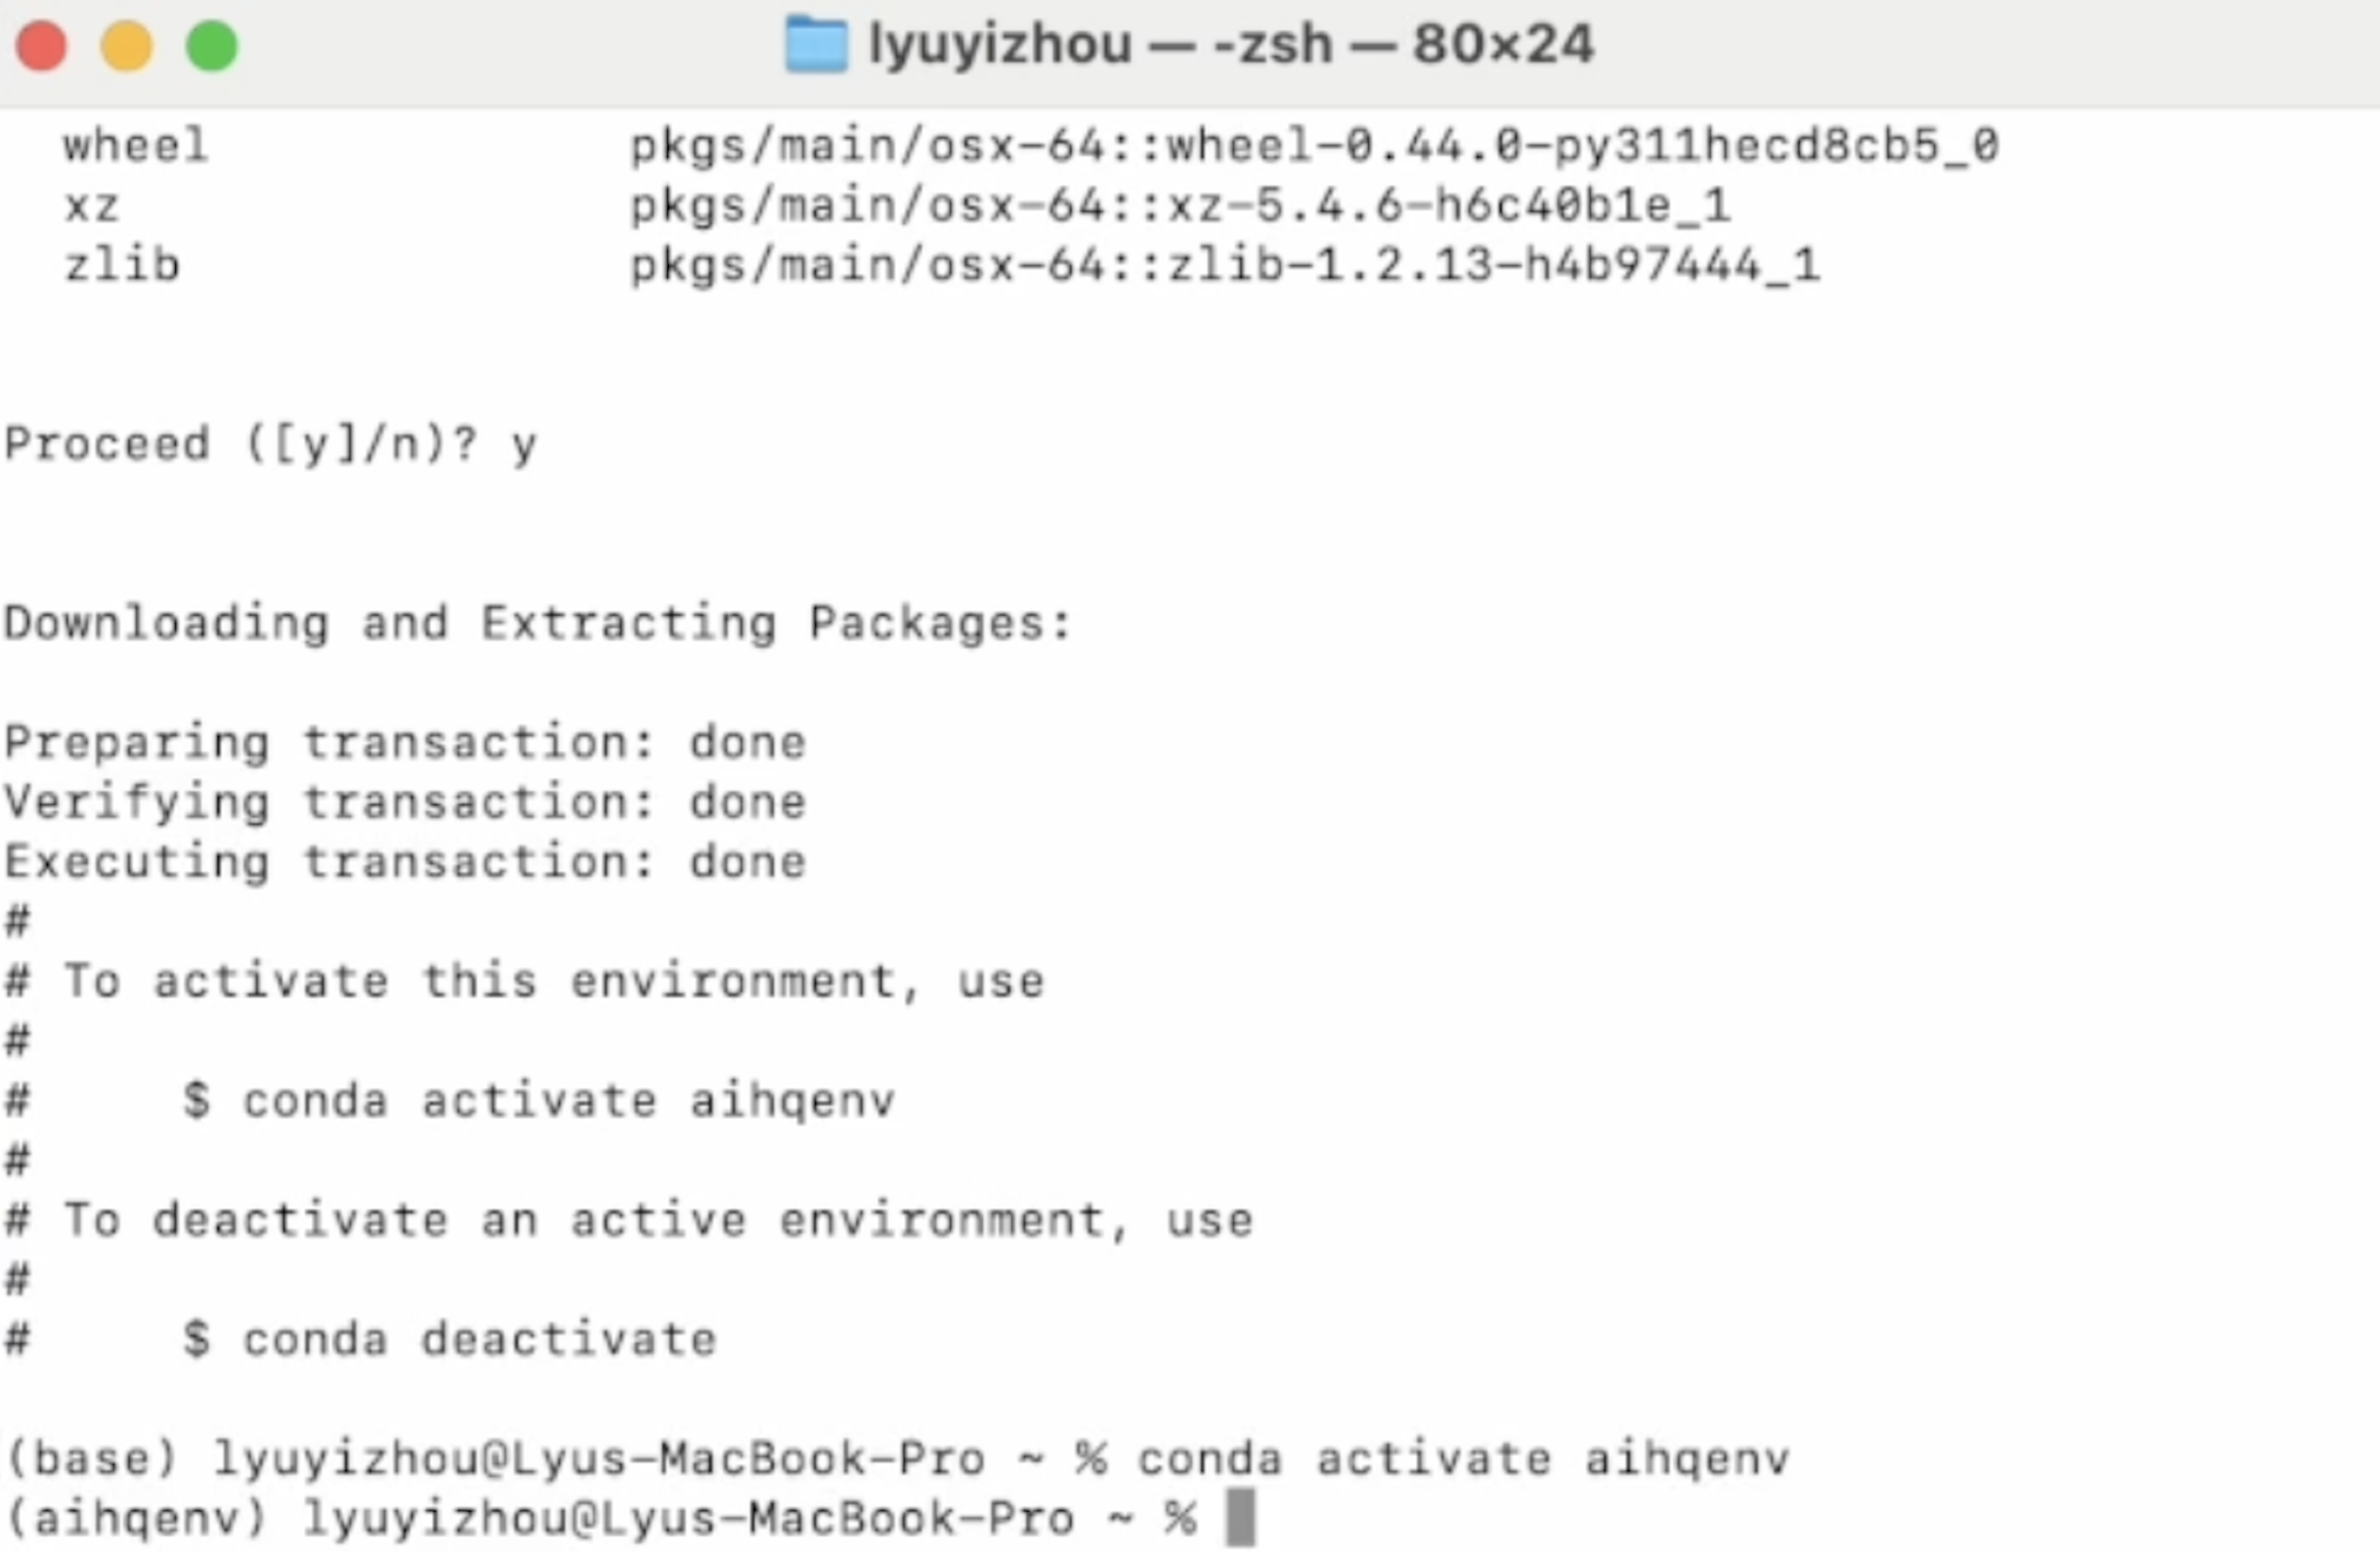 lyuyizhou — -zsh — 80×24
wheel pkgs/main/osx-64::wheel-0.44.0-py311hecd8cb5_0
xz pkgs/main/osx-64::xz-5.4.6-h6c40b1e_1
zlib pkgs/main/osx-64::zlib-1.2.13-h4b97444_1
Proceed ([y]/n)? y
Downloading and Extracting Packages:
Preparing transaction: done
Verifying transaction: done
Executing transaction: done
#
# To activate this environment, use
#
#     $ conda activate aihqenv
#
# To deactivate an active environment, use
#
#     $ conda deactivate
(base) lyuyizhou@Lyus-MacBook-Pro ~ % conda activate aihqenv
(aihqenv) lyuyizhou@Lyus-MacBook-Pro ~ %